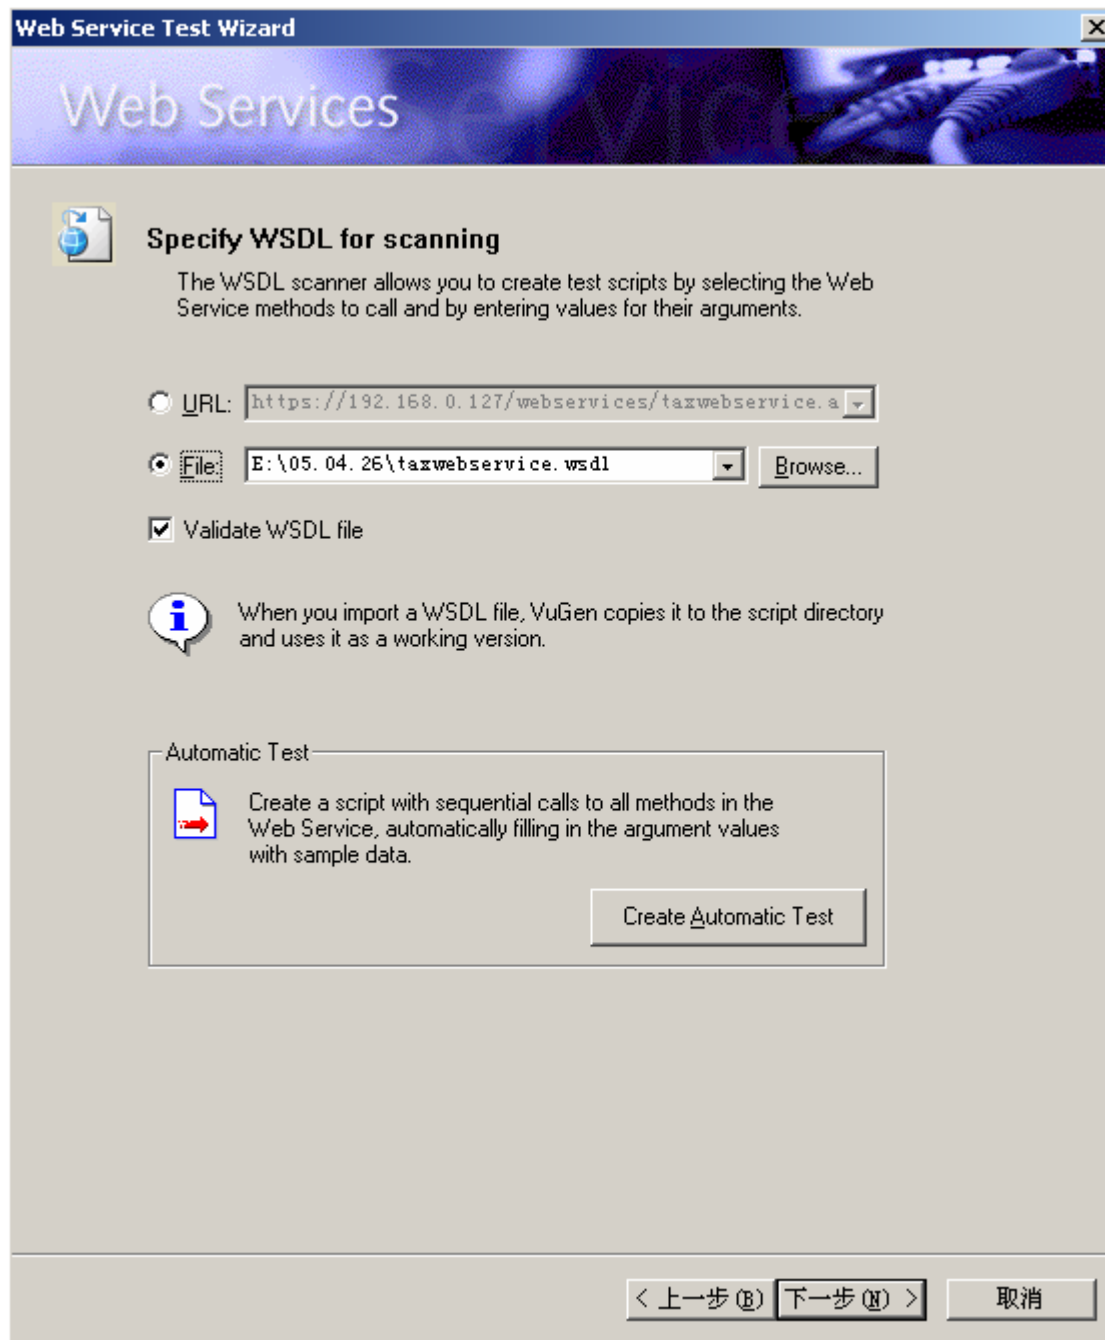 Web Service Test Wizard
Web Services
Specify WSDL for scanning
The WSDL scanner allows you to create test scripts by selecting the Web
Service methods to call and by entering values for their arguments.
URL: https://192.168.0.127/webservices/taxwebservice.a
File: E:\05.04.26\taxwebservice.wsdl Browse...
Validate WSDL file
When you import a WSDL file, VuGen copies it to the script directory
and uses it as a working version.
Automatic Test
Create a script with sequential calls to all methods in the
Web Service, automatically filling in the argument values
with sample data.
Create Automatic Test
< 上一步(B) 下一步(N) > 取消